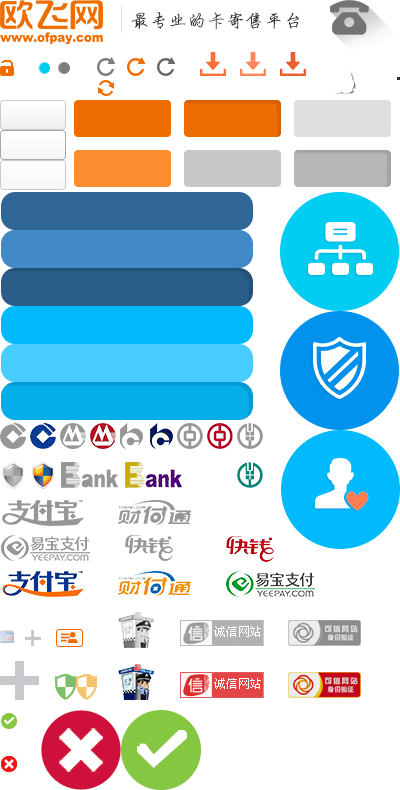 欧飞网
www.ofpay.com
最专业的卡寄售平台
Bank Bank
支付宝 财付通
易宝支付 快钱 快钱
YEEPAY.COM
支付宝 财付通 易宝支付
YEEPAY.COM
信 诚信网站 可信网站
身份验证
信 诚信网站 可信网站
身份验证